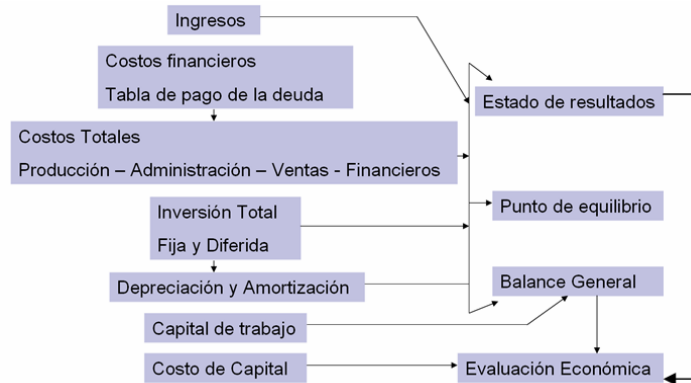 Ingresos
Costos financieros
Tabla de pago de la deuda
Estado de resultados
Costos Totales
Producción – Administración – Ventas - Financieros
Inversión Total
Fija y Diferida
Punto de equilibrio
Depreciación y Amortización
Balance General
Capital de trabajo
Costo de Capital
Evaluación Económica